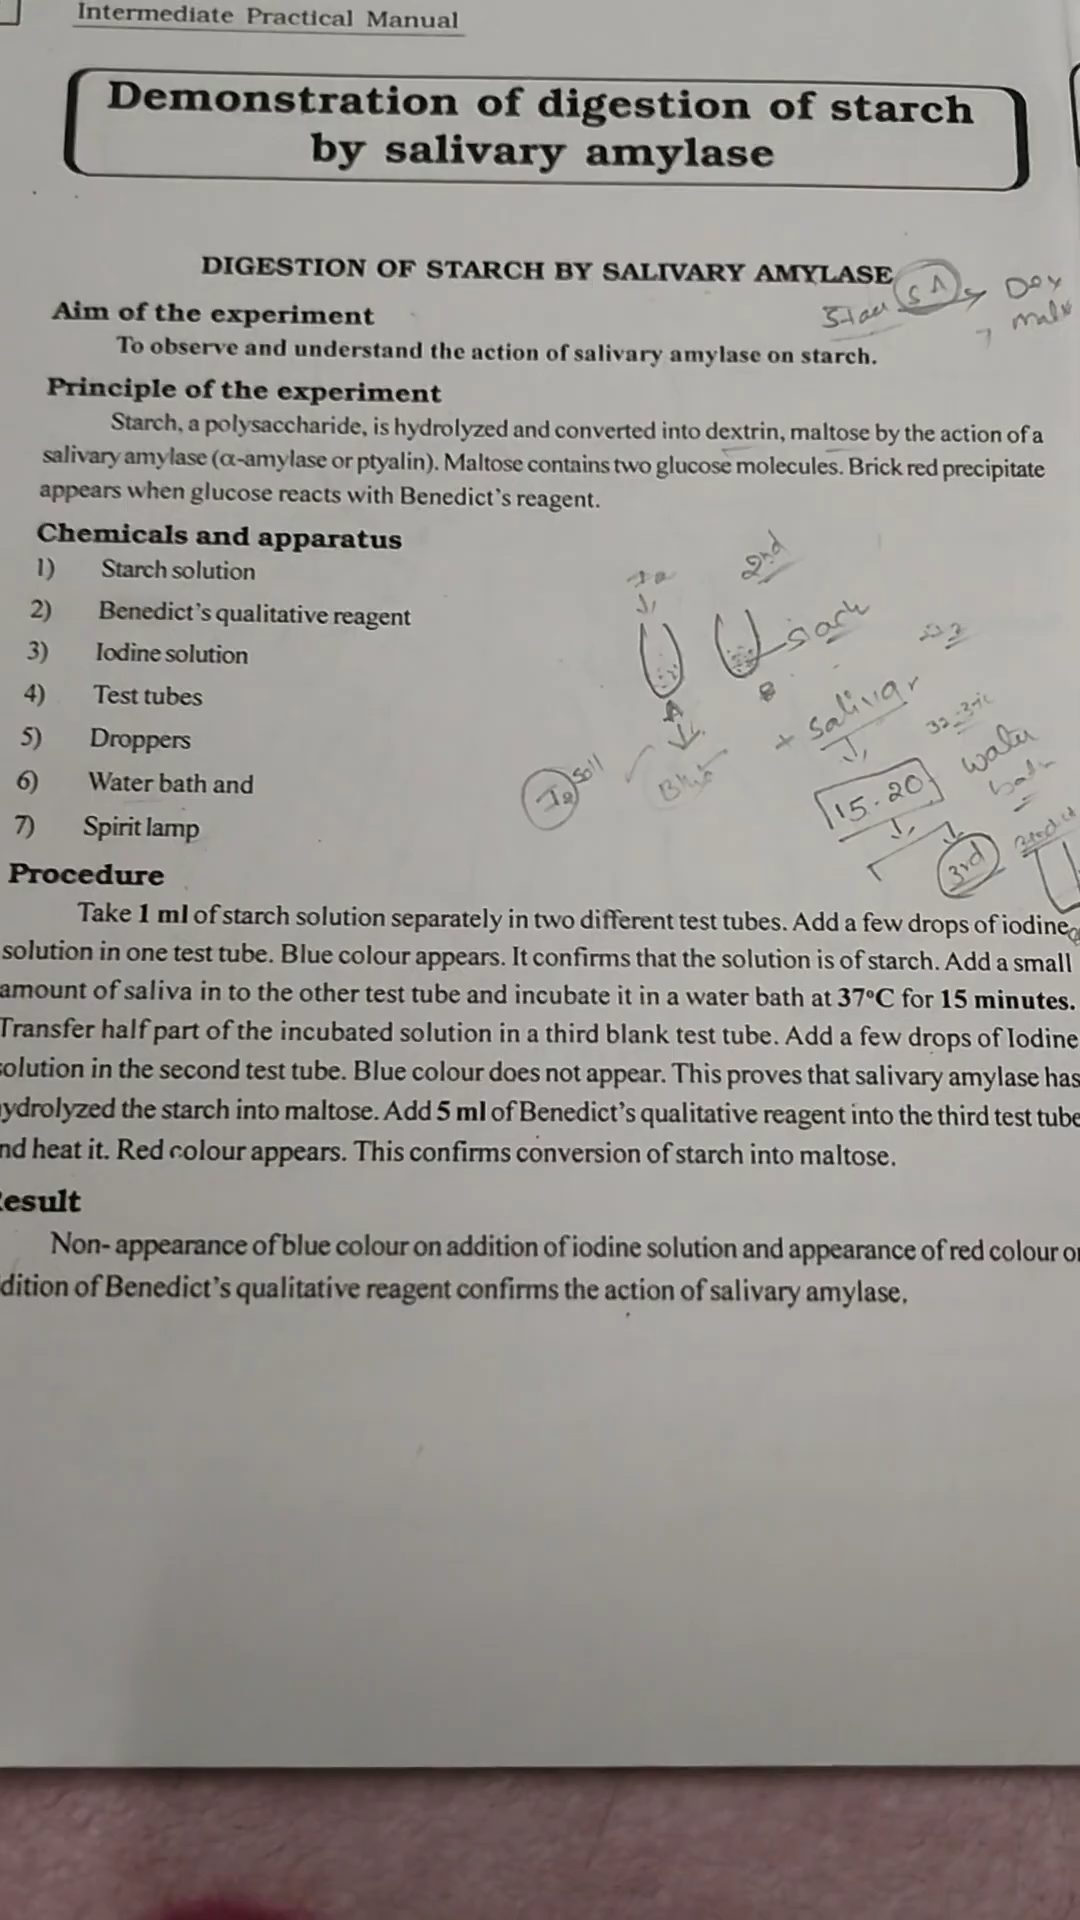 Intermediate Practical Manual
Demonstration of digestion of starch
by salivary amylase
DIGESTION OF STARCH BY SALIVARY AMYLASE
S A
Aim of the experiment
To observe and understand the action of salivary amylase on starch.
Principle of the experiment
Starch, a polysaccharide, is hydrolyzed and converted into dextrin, maltose by the action of a
salivary amylase (α-amylase or ptyalin). Maltose contains two glucose molecules. Brick red precipitate
appears when glucose reacts with Benedict's reagent.
Chemicals and apparatus
1) Starch solution
2) Benedict's qualitative reagent
3) Iodine solution
4) Test tubes
5) Droppers
6) Water bath and
7) Spirit lamp
2nd
A
B
15-20
3rd
Procedure
Take 1 ml of starch solution separately in two different test tubes. Add a few drops of iodine
solution in one test tube. Blue colour appears. It confirms that the solution is of starch. Add a small
amount of saliva in to the other test tube and incubate it in a water bath at 37°C for 15 minutes.
Transfer half part of the incubated solution in a third blank test tube. Add a few drops of Iodine
olution in the second test tube. Blue colour does not appear. This proves that salivary amylase has
ydrolyzed the starch into maltose. Add 5 ml of Benedict's qualitative reagent into the third test tube
nd heat it. Red colour appears. This confirms conversion of starch into maltose.
esult
Non- appearance of blue colour on addition of iodine solution and appearance of red colour o
dition of Benedict's qualitative reagent confirms the action of salivary amylase.